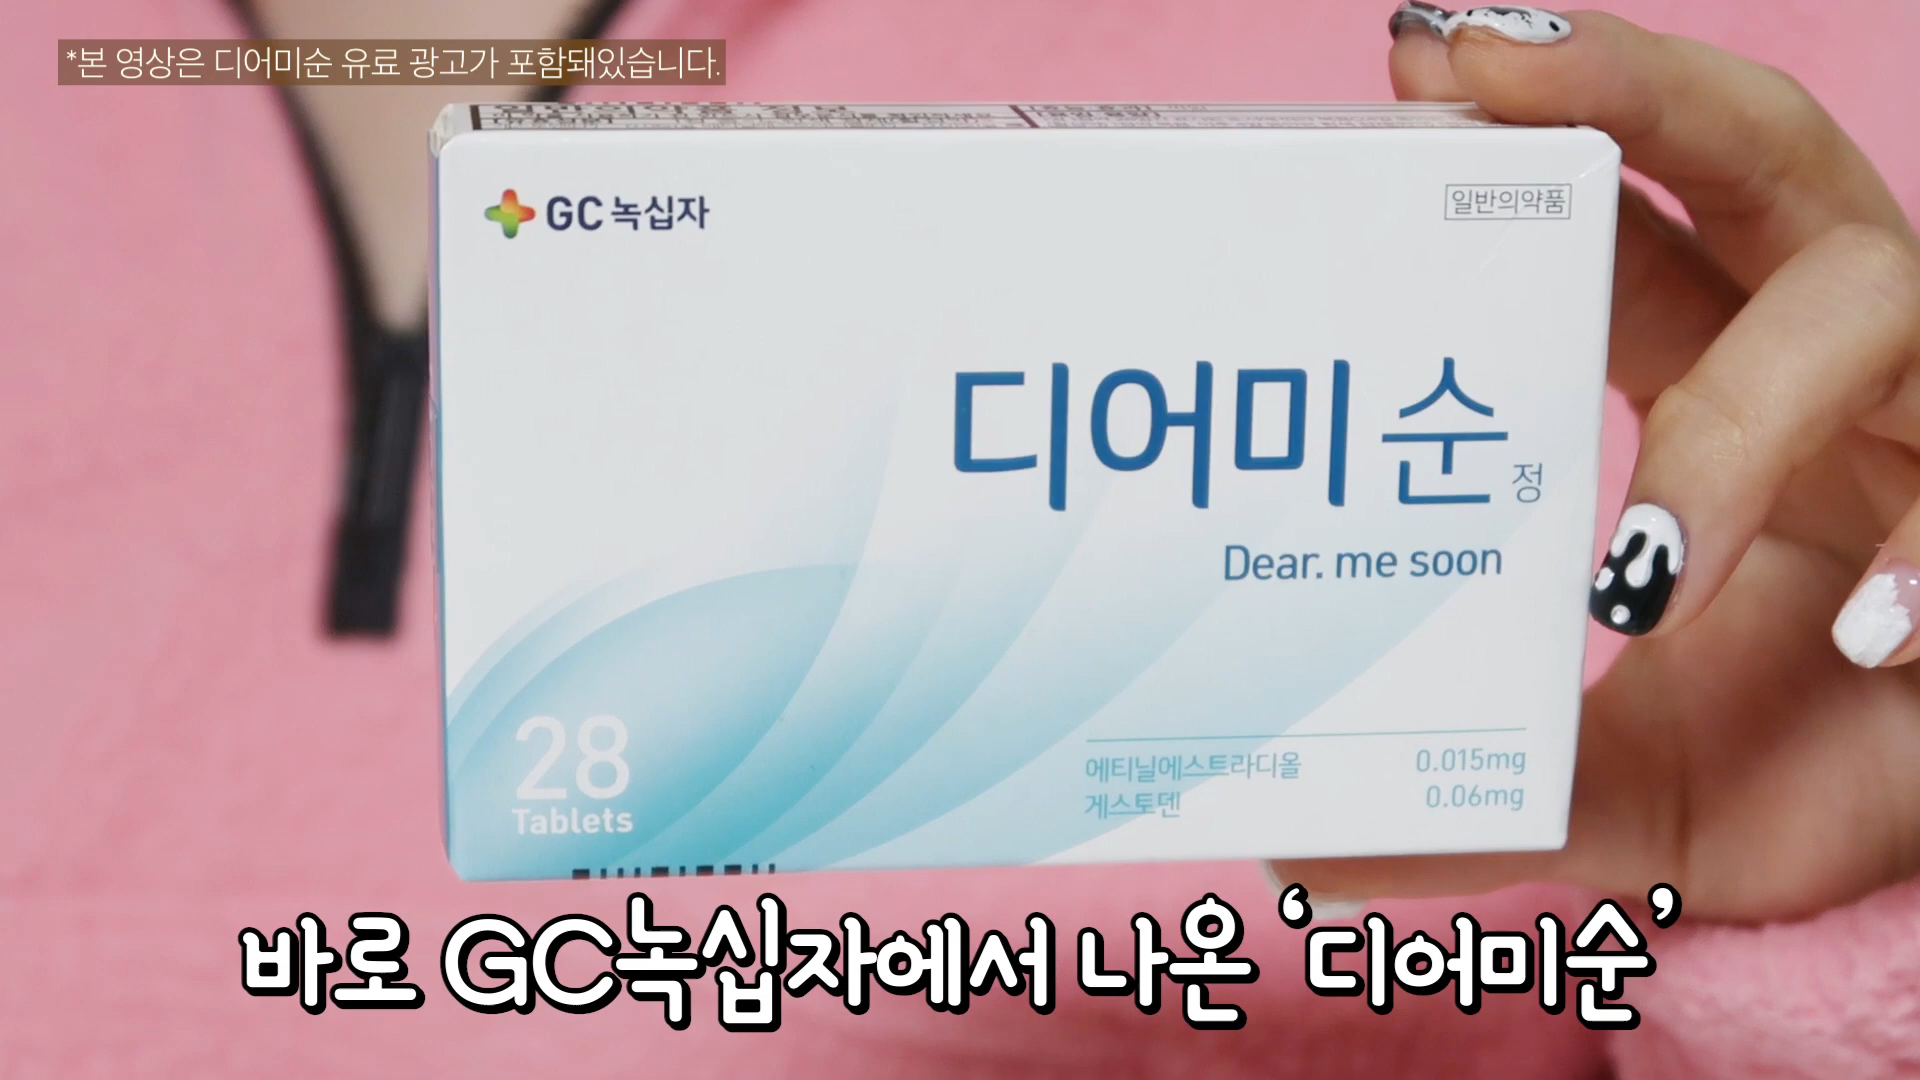 *본 영상은 디어미순 유료 광고가 포함돼있습니다.
GC 녹십자
일반의약품
디어미 순 정
Dear. me soon
28
Tablets
에티닐에스트라디올 0.015mg
게스토덴 0.06mg
바로 GC녹십자에서 나온 ‘디어미순’